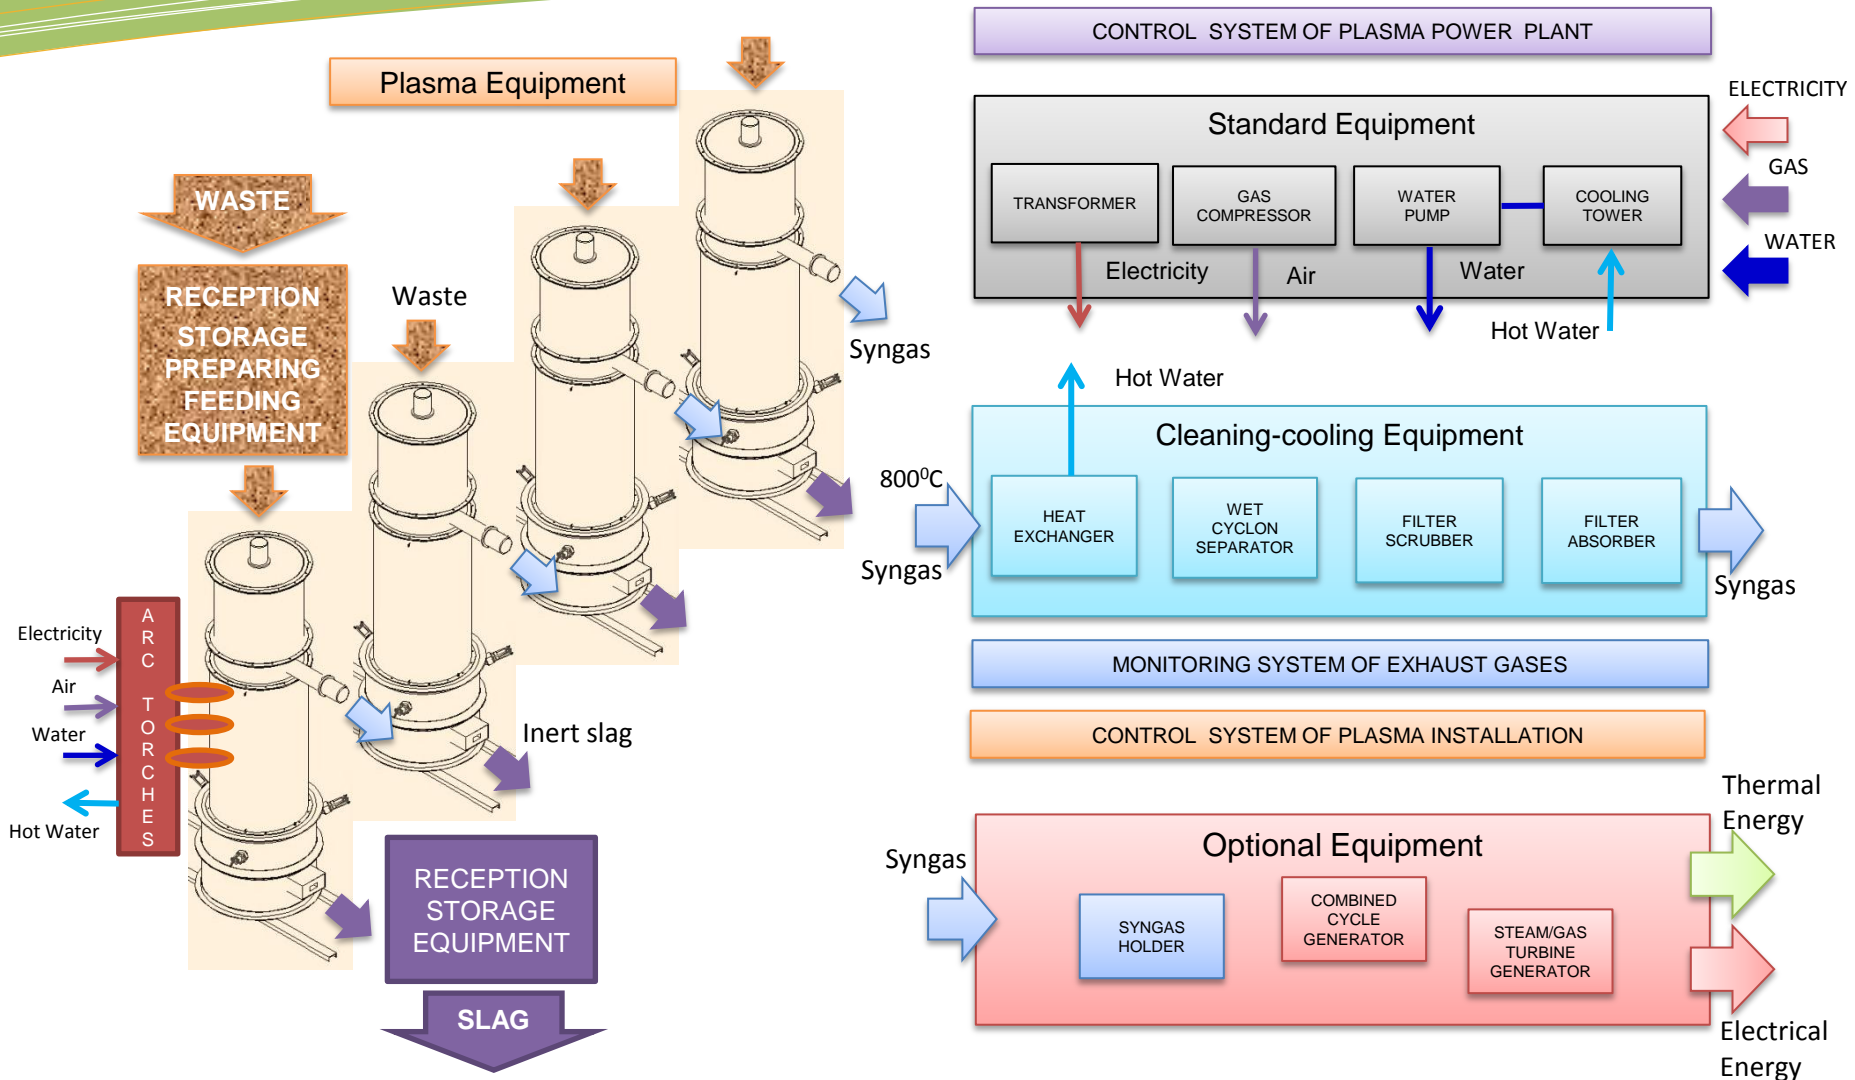 Plasma Equipment
WASTE
RECEPTION
STORAGE
PREPARING
FEEDING
EQUIPMENT
Waste
Syngas
Electricity
Air
Water
Hot Water
ARC TORCHES
Inert slag
RECEPTION
STORAGE
EQUIPMENT
SLAG
CONTROL SYSTEM OF PLASMA POWER PLANT
Standard Equipment
TRANSFORMER
GAS
COMPRESSOR
WATER
PUMP
COOLING
TOWER
Electricity
Air
Water
Hot Water
ELECTRICITY
GAS
WATER
Hot Water
Cleaning-cooling Equipment
800⁰C
Syngas
HEAT
EXCHANGER
WET
CYCLON
SEPARATOR
FILTER
SCRUBBER
FILTER
ABSORBER
Syngas
MONITORING SYSTEM OF EXHAUST GASES
CONTROL SYSTEM OF PLASMA INSTALLATION
Optional Equipment
Syngas
SYNGAS
HOLDER
COMBINED
CYCLE
GENERATOR
STEAM/GAS
TURBINE
GENERATOR
Thermal
Energy
Electrical
Energy